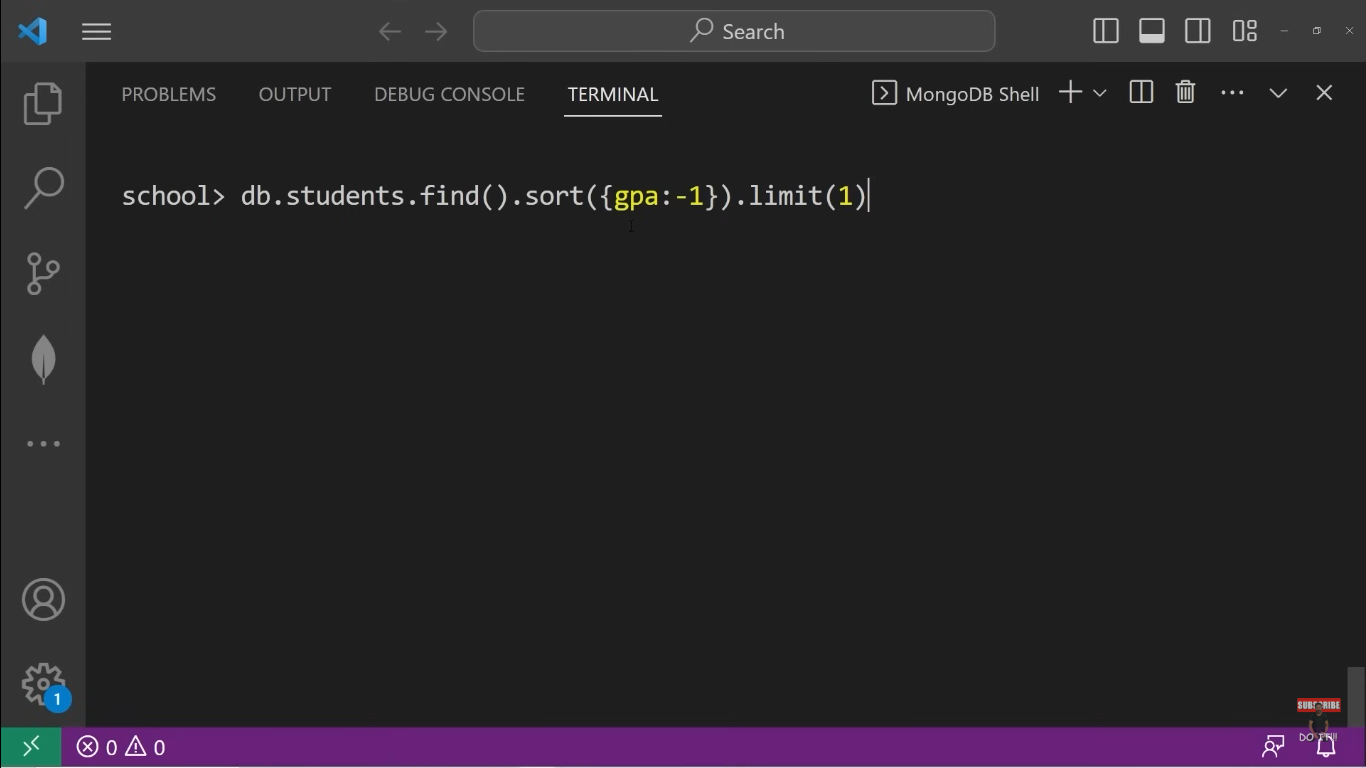 Search
PROBLEMS OUTPUT DEBUG CONSOLE TERMINAL MongoDB Shell
school> db.students.find().sort({gpa:-1}).limit(1)
1
SUBSCRIBE
0 0